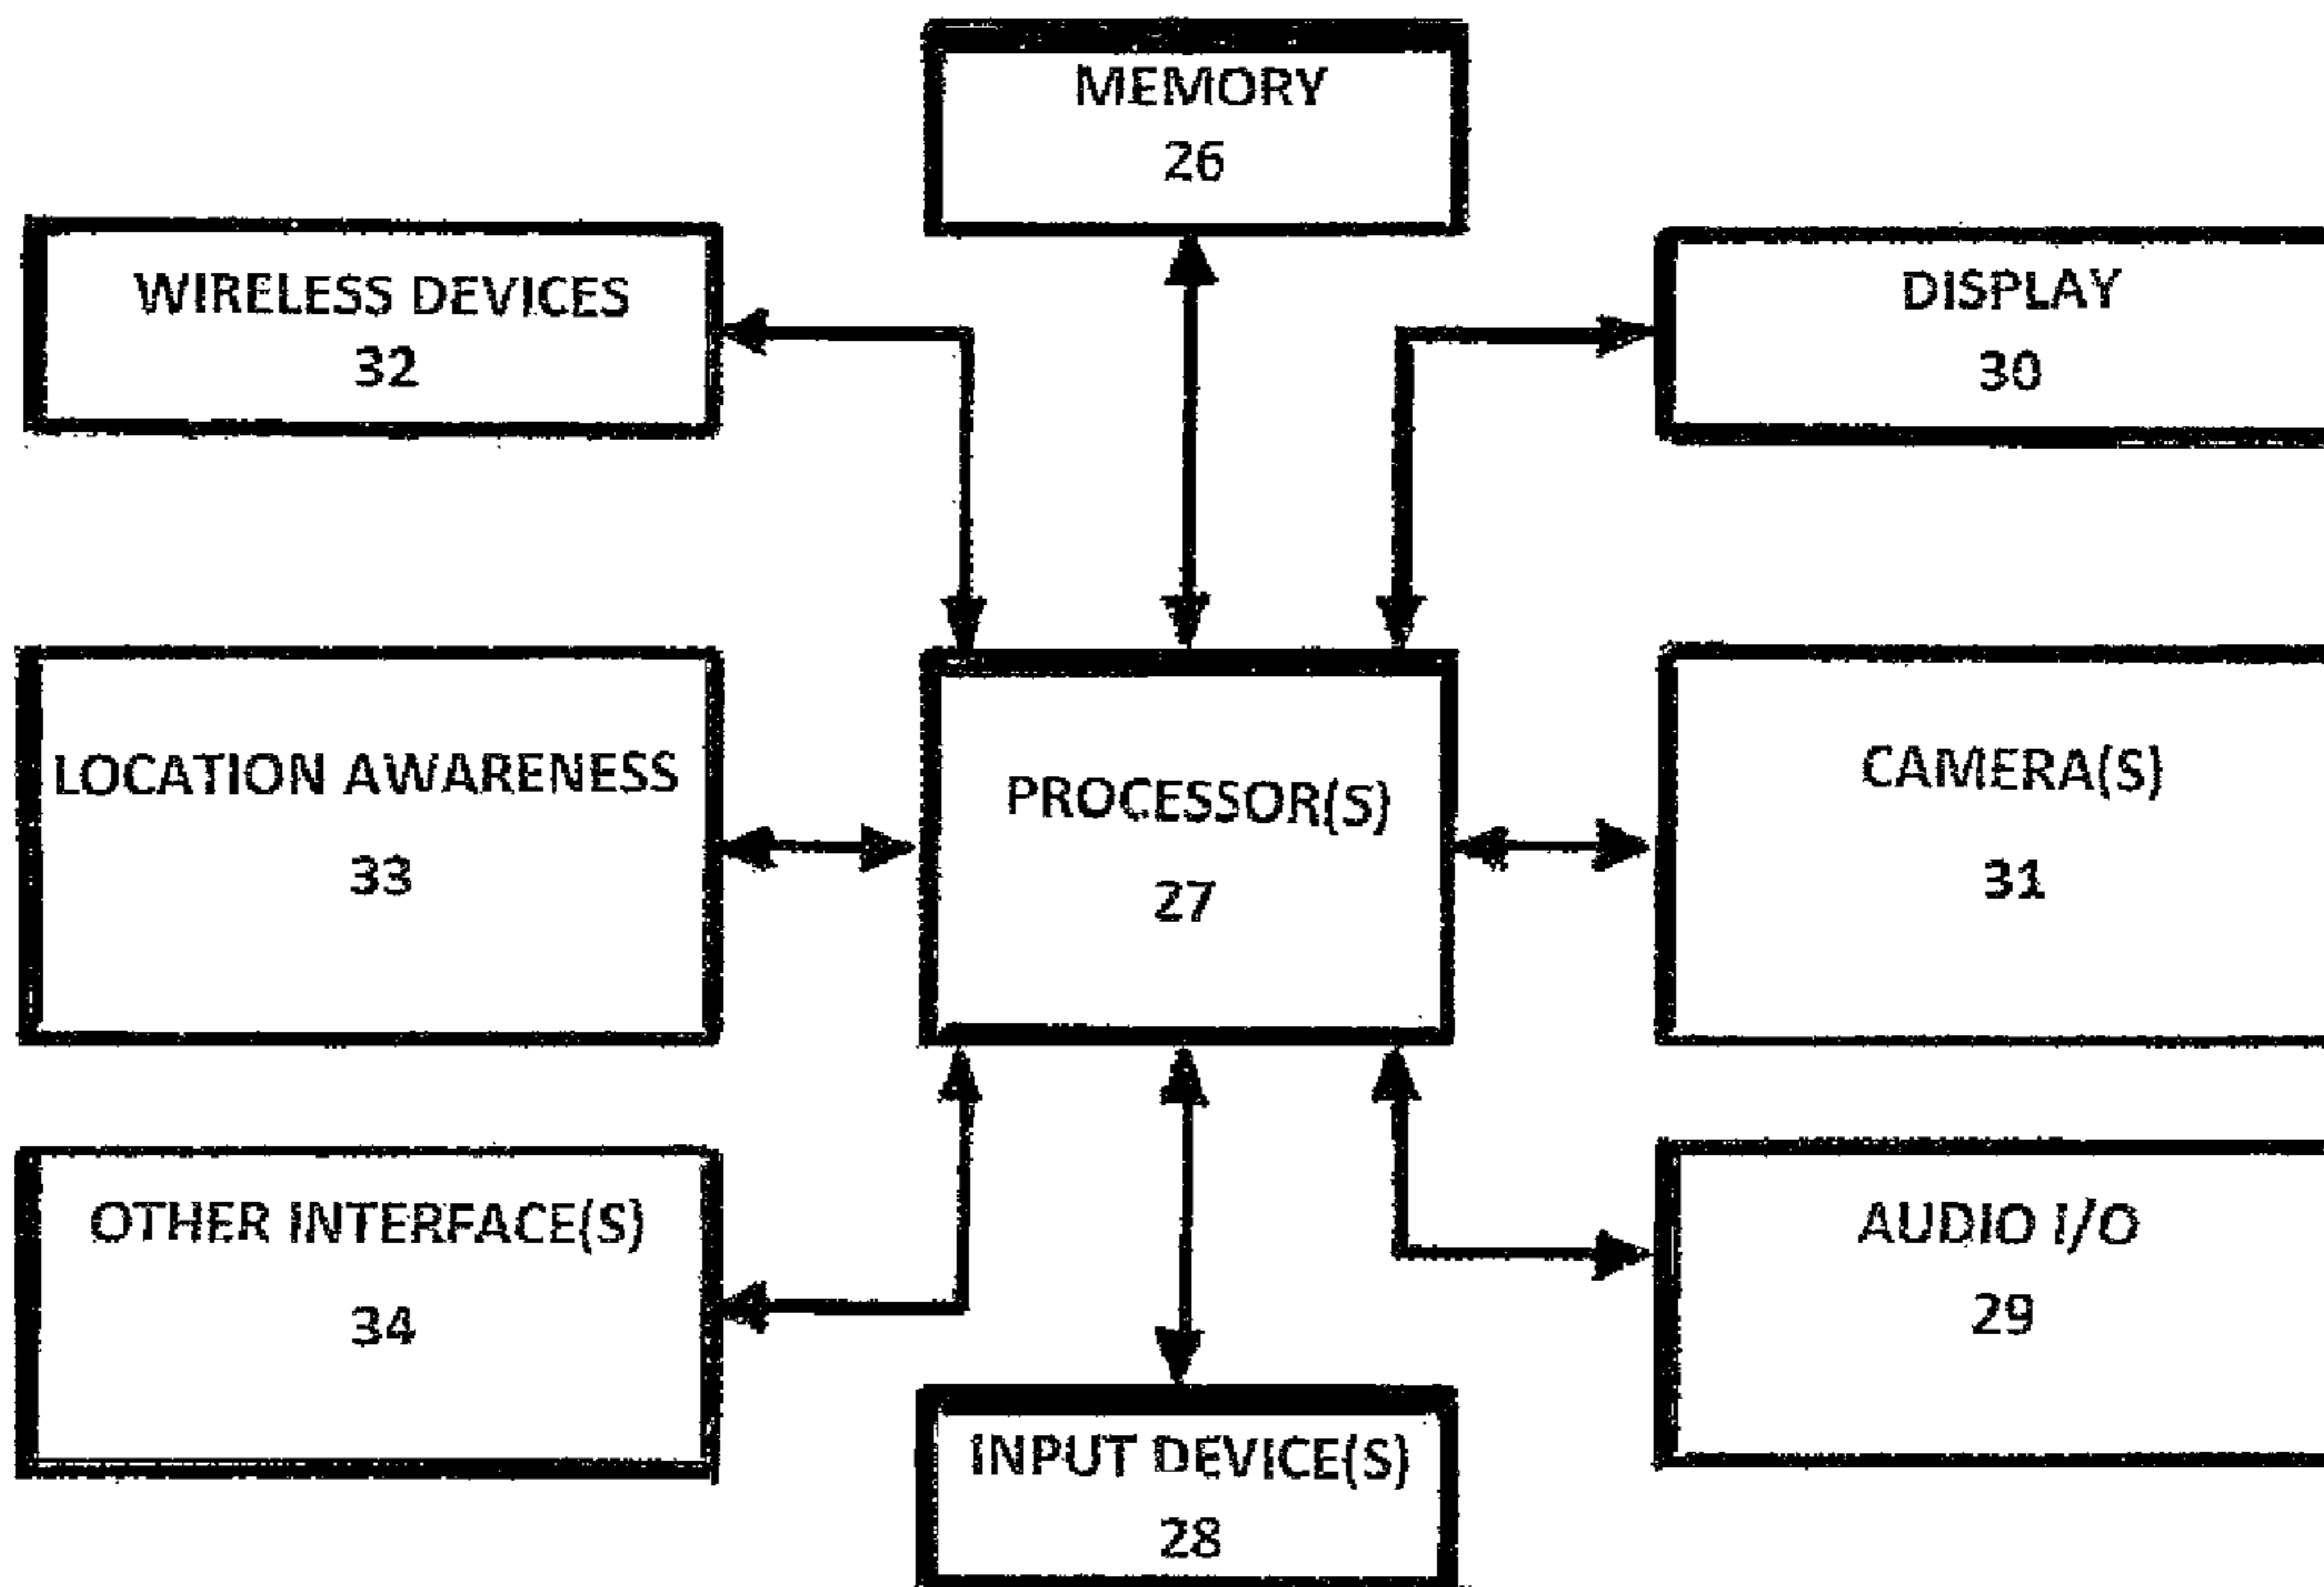 MEMORY
26
WIRELESS DEVICES
32
DISPLAY
30
LOCATION AWARENESS
33
PROCESSOR(S)
27
CAMERA(S)
31
OTHER INTERFACE(S)
34
AUDIO I/O
29
INPUT DEVICE(S)
28